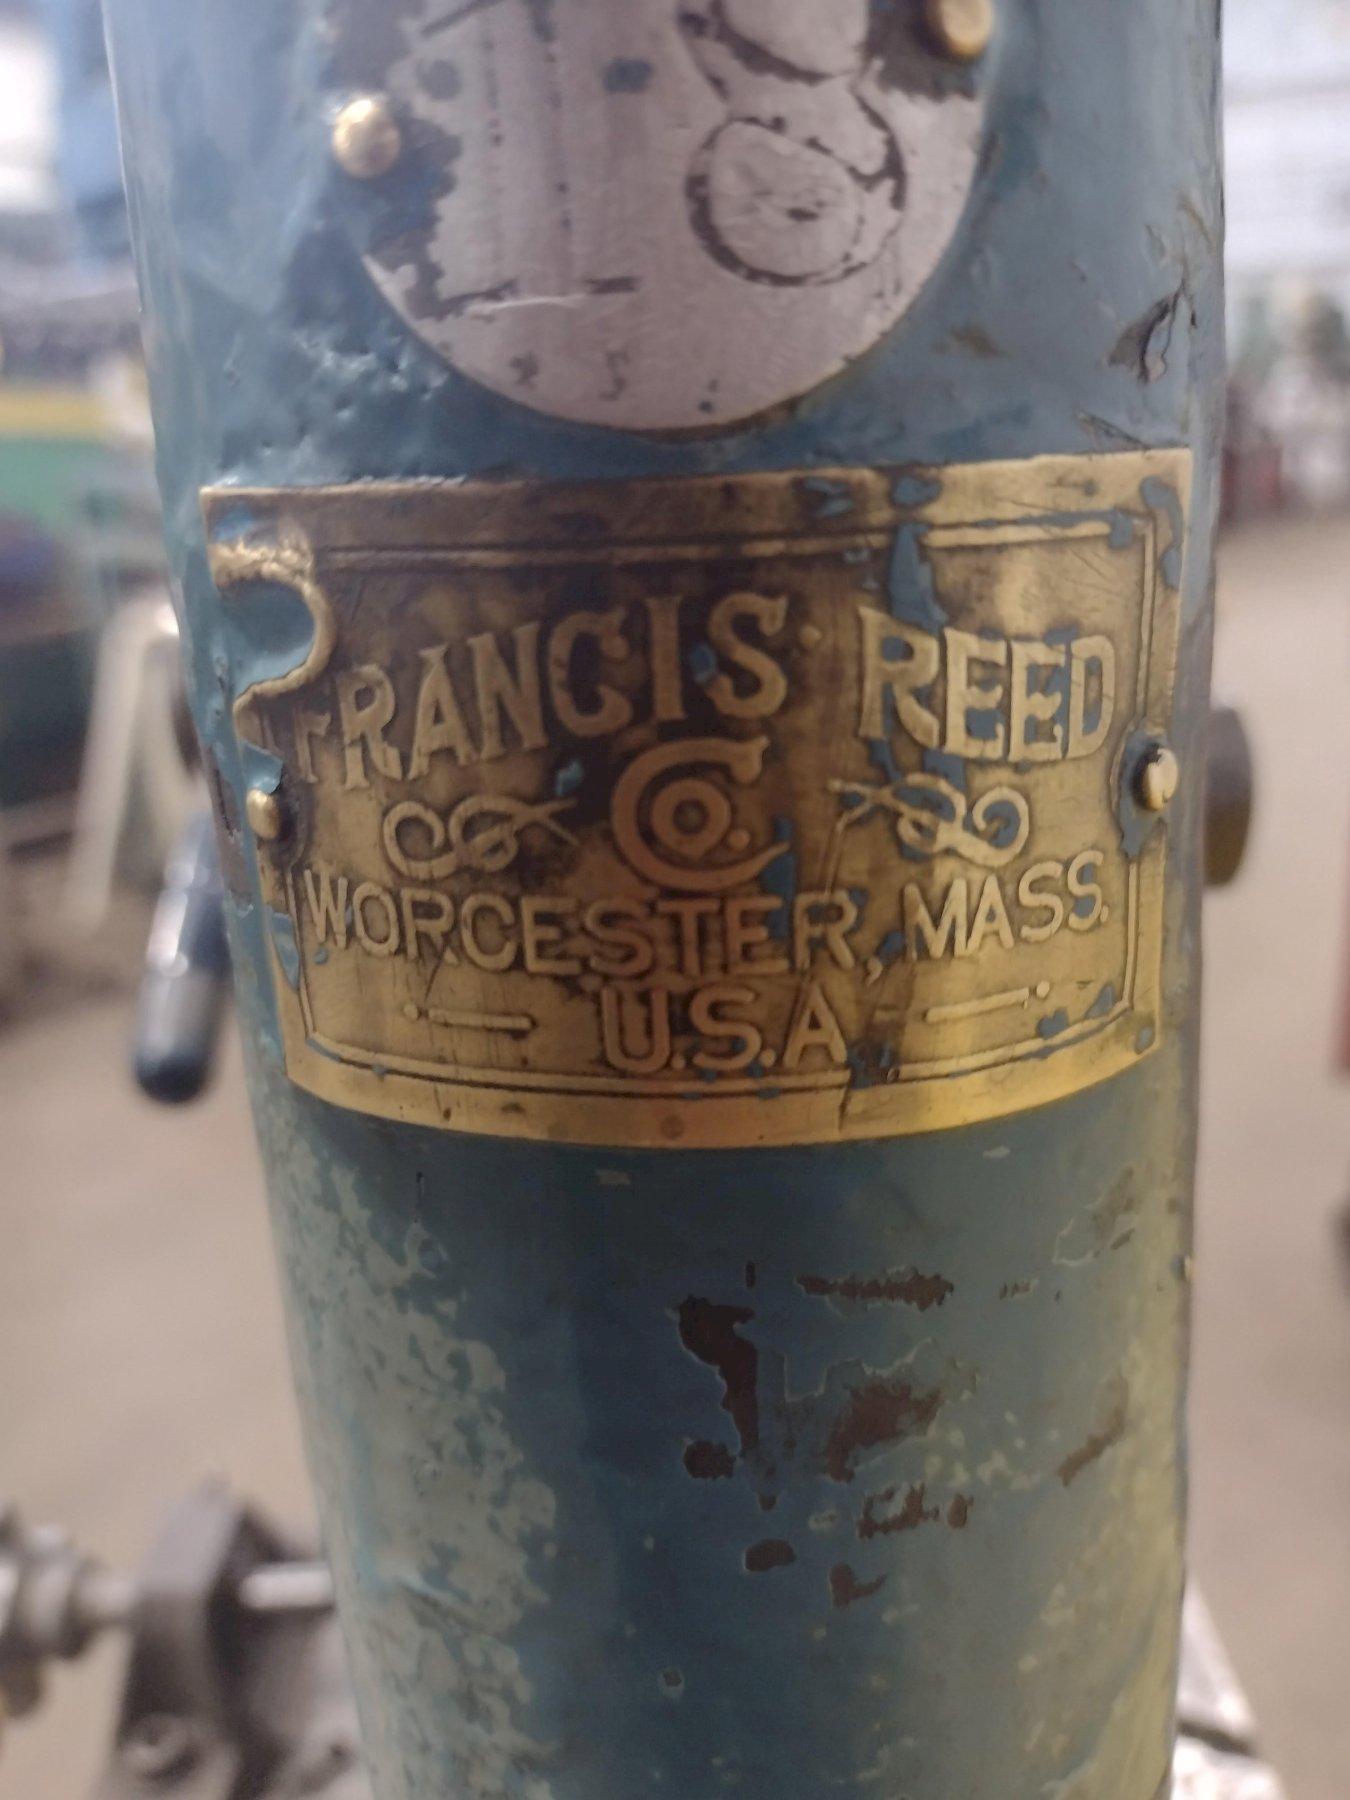 FRANCIS REED
Co.
WORCESTER, MASS.
U.S.A